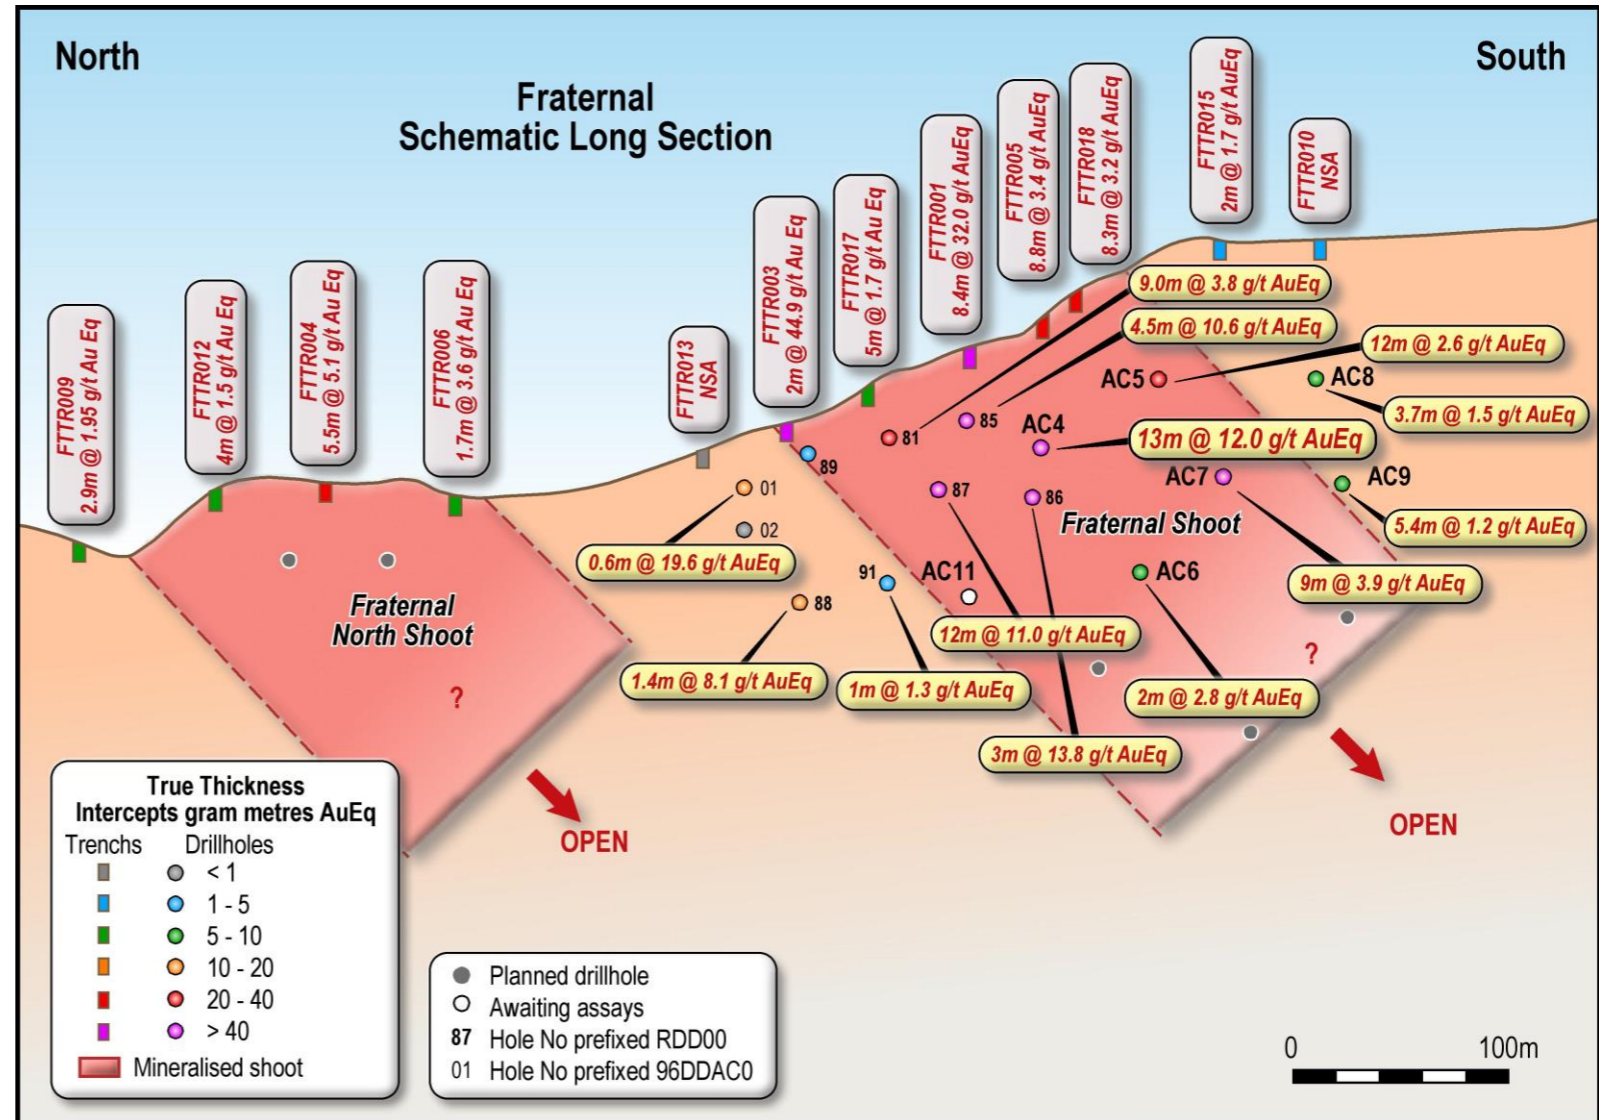 North
South
Fraternal
Schematic Long Section
FTTR009
2.9m @ 1.95 g/t Au Eq
FTTR012
4m @ 1.5 g/t Au Eq
FTTR004
5.5m @ 5.1 g/t Au Eq
FTTR006
1.7m @ 3.6 g/t Au Eq
FTTR013
NSA
FTTR003
2m @ 44.9 g/t Au Eq
FTTR017
5m @ 1.7 g/t Au Eq
FTTR001
8.4m @ 32.0 g/t AuEq
FTTR005
8.8m @ 3.4 g/t AuEq
FTTR018
8.3m @ 3.2 g/t AuEq
FTTR015
2m @ 1.7 g/t AuEq
FTTR010
NSA
9.0m @ 3.8 g/t AuEq
4.5m @ 10.6 g/t AuEq
12m @ 2.6 g/t AuEq
AC5
AC8
3.7m @ 1.5 g/t AuEq
81
85
AC4
13m @ 12.0 g/t AuEq
89
AC7
AC9
01
87
86
Fraternal Shoot
5.4m @ 1.2 g/t AuEq
02
0.6m @ 19.6 g/t AuEq
91
AC11
AC6
9m @ 3.9 g/t AuEq
88
Fraternal
North Shoot
12m @ 11.0 g/t AuEq
?
1.4m @ 8.1 g/t AuEq
1m @ 1.3 g/t AuEq
2m @ 2.8 g/t AuEq
?
3m @ 13.8 g/t AuEq
OPEN
OPEN
True Thickness
Intercepts gram metres AuEq
Trenchs Drillholes
< 1
1 - 5
5 - 10
10 - 20
20 - 40
> 40
Mineralised shoot
Planned drillhole
Awaiting assays
87 Hole No prefixed RDD00
01 Hole No prefixed 96DDAC0
0 100m